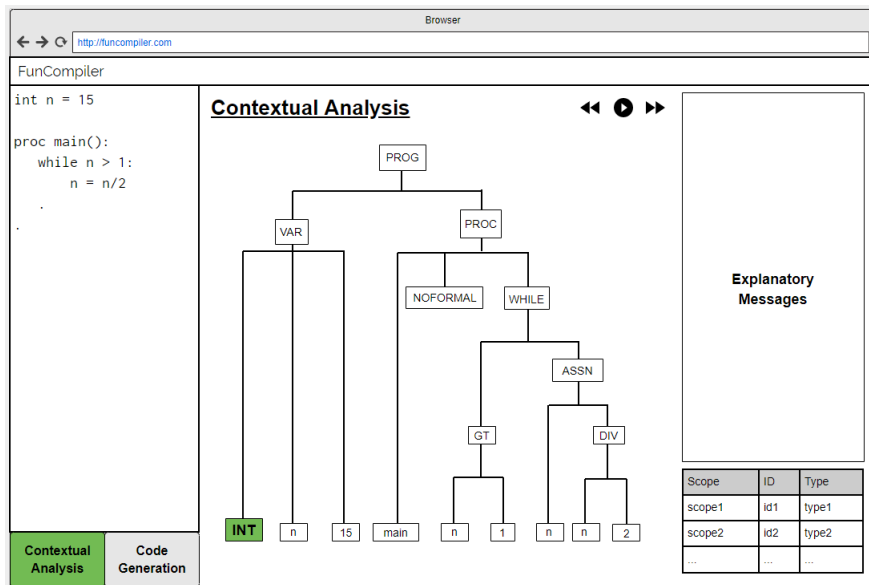 Browser
http://funcompiler.com
FunCompiler
int n = 15
proc main():
while n > 1:
n = n/2
.
.
Contextual Analysis
PROG
VAR
PROC
NOFORMAL
WHILE
ASSN
GT
DIV
INT
n
15
main
n
1
n
n
2
Explanatory
Messages
Scope ID Type
scope1 id1 type1
scope2 id2 type2
... ... ...
Contextual
Analysis
Code
Generation